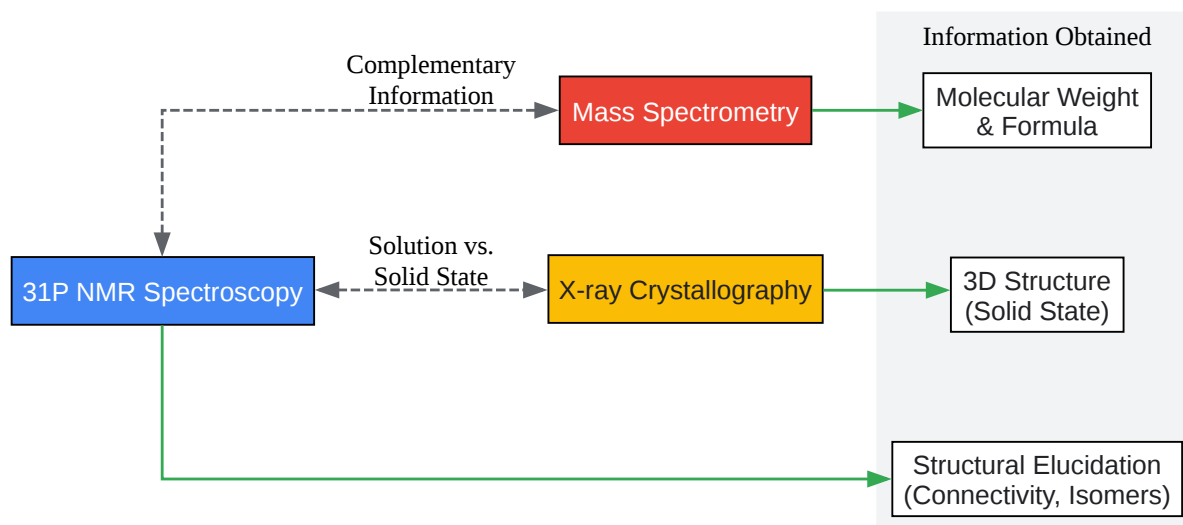 Information Obtained
Complementary
Information
Mass Spectrometry
Molecular Weight
& Formula
Solution vs.
Solid State
31P NMR Spectroscopy
X-ray Crystallography
3D Structure
(Solid State)
Structural Elucidation
(Connectivity, Isomers)